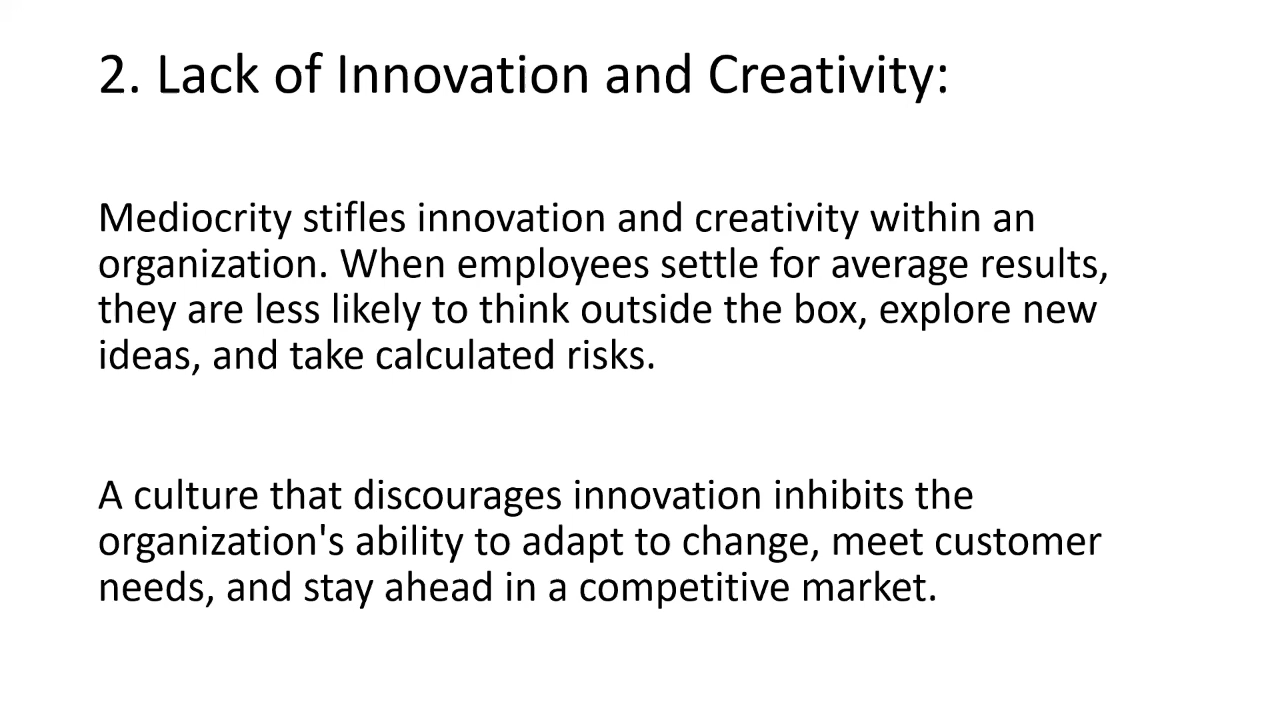 2. Lack of Innovation and Creativity:
Mediocrity stifles innovation and creativity within an
organization. When employees settle for average results,
they are less likely to think outside the box, explore new
ideas, and take calculated risks.
A culture that discourages innovation inhibits the
organization's ability to adapt to change, meet customer
needs, and stay ahead in a competitive market.